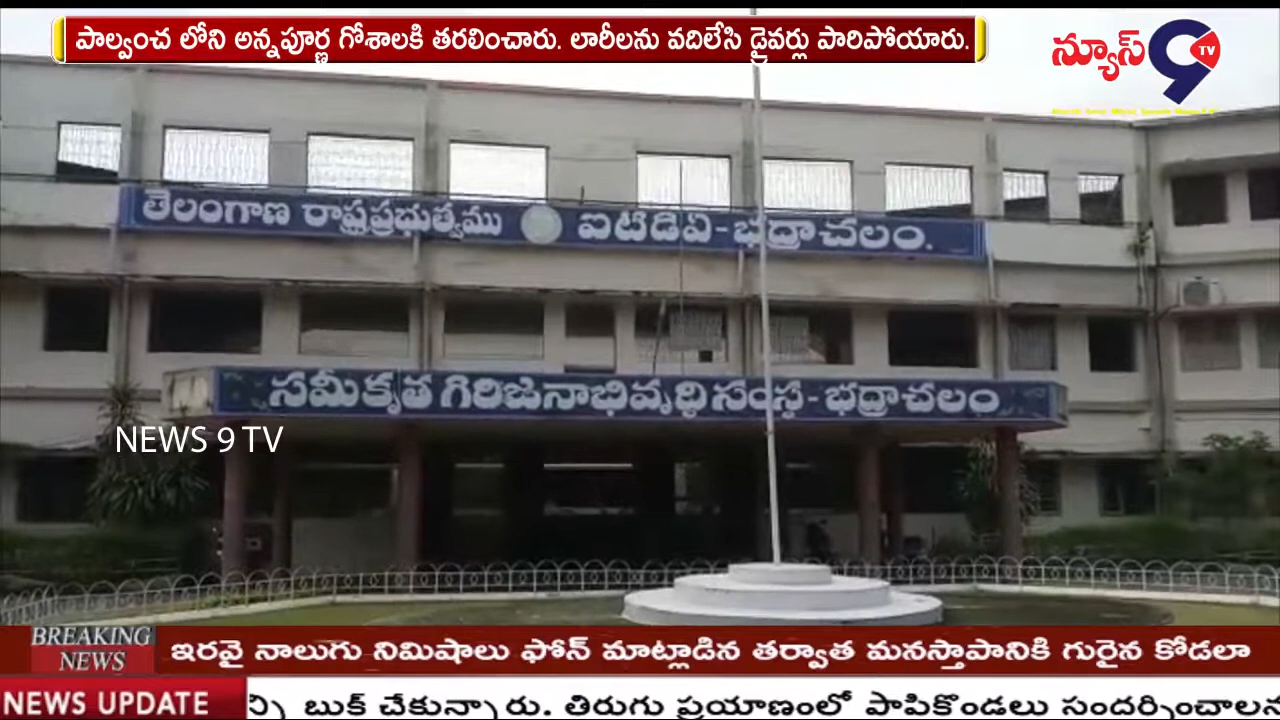 పాల్వంచ లోని అన్నపూర్ణ గోశాలకి తరలించారు. లారీలను వదిలేసి డ్రైవర్లు పారిపోయారు.
న్యూస్ 9 TV
తెలంగాణ రాష్ట్రప్రభుత్వము ఐటిడిఏ-భద్రాచలం.
సమీకృత గిరిజనాభివృద్ధి సంస్థ - భద్రాచలం
NEWS 9 TV
BREAKING NEWS ఇరవై నాలుగు నిమిషాలు ఫోన్ మాట్లాడిన తర్వాత మనస్తాపానికి గురైన కోడలా
NEWS UPDATE న్ని బుక్ చేకున్నారు. తిరుగు ప్రయాణంలో పాపికొండలు సందర్శించాలన